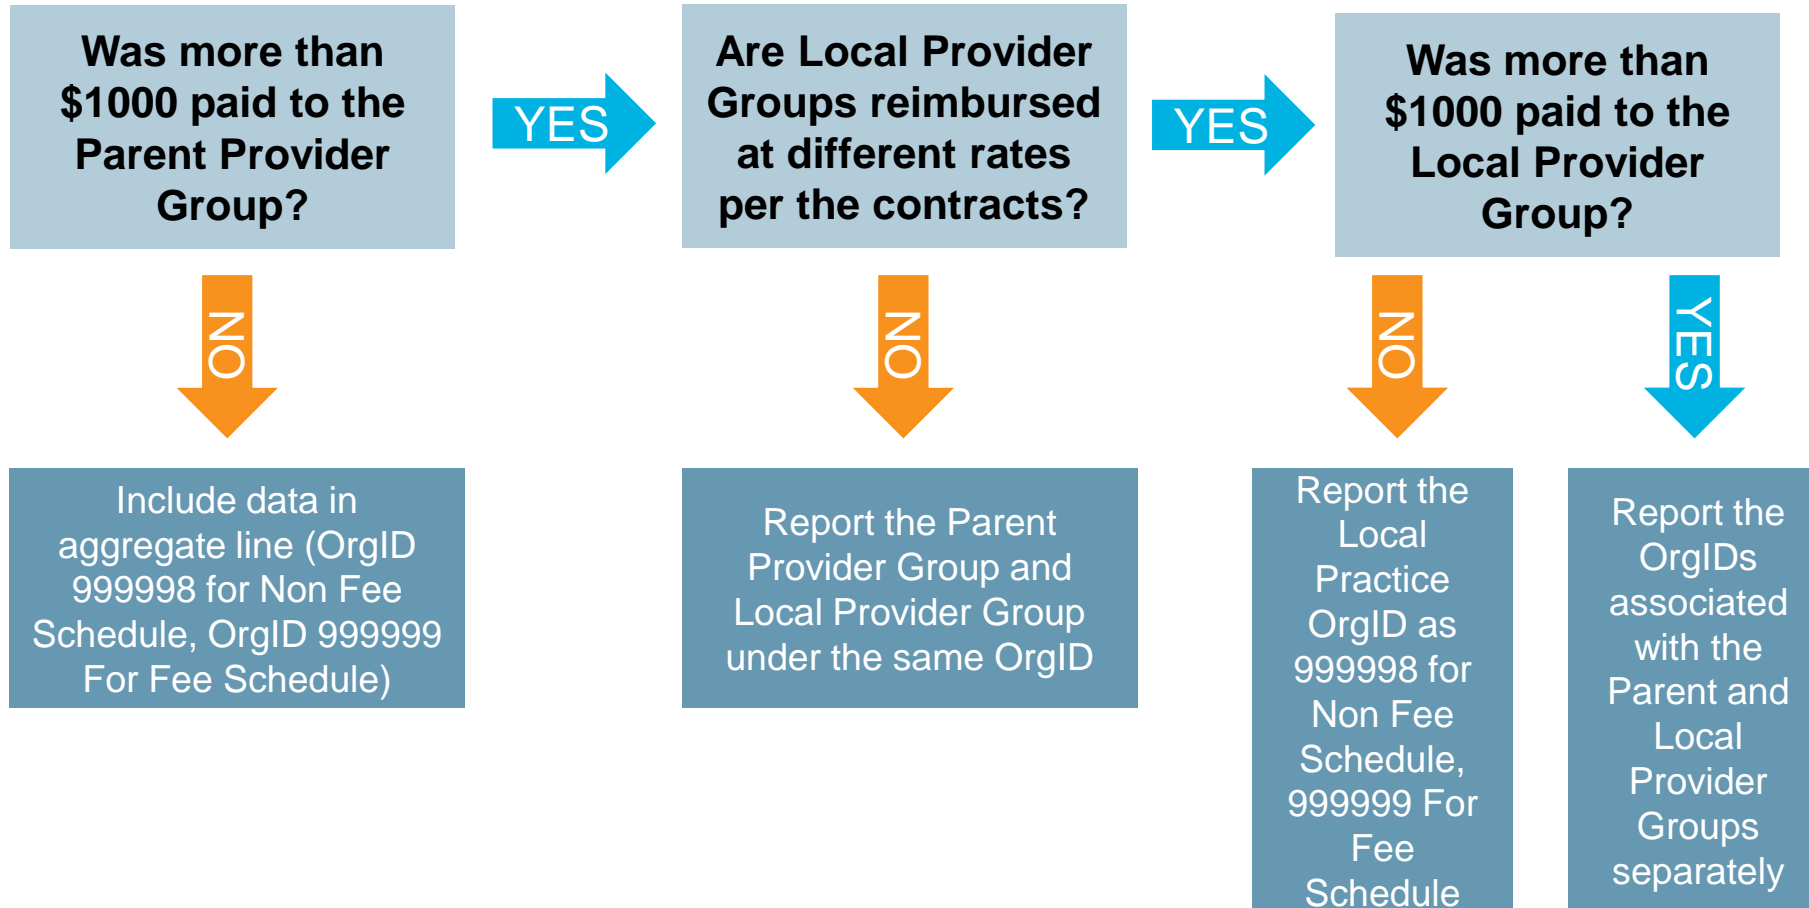 Was more than
$1000 paid to the
Parent Provider
Group?
YES
Are Local Provider
Groups reimbursed
at different rates
per the contracts?
YES
Was more than
$1000 paid to the
Local Provider
Group?
NO
NO
NO
YES
Include data in
aggregate line (OrgID
999998 for Non Fee
Schedule, OrgID 999999
For Fee Schedule)
Report the Parent
Provider Group and
Local Provider Group
under the same OrgID
Report the
Local
Practice
OrgID as
999998 for
Non Fee
Schedule,
999999 For
Fee
Schedule
Report the
OrgIDs
associated
with the
Parent and
Local
Provider
Groups
separately